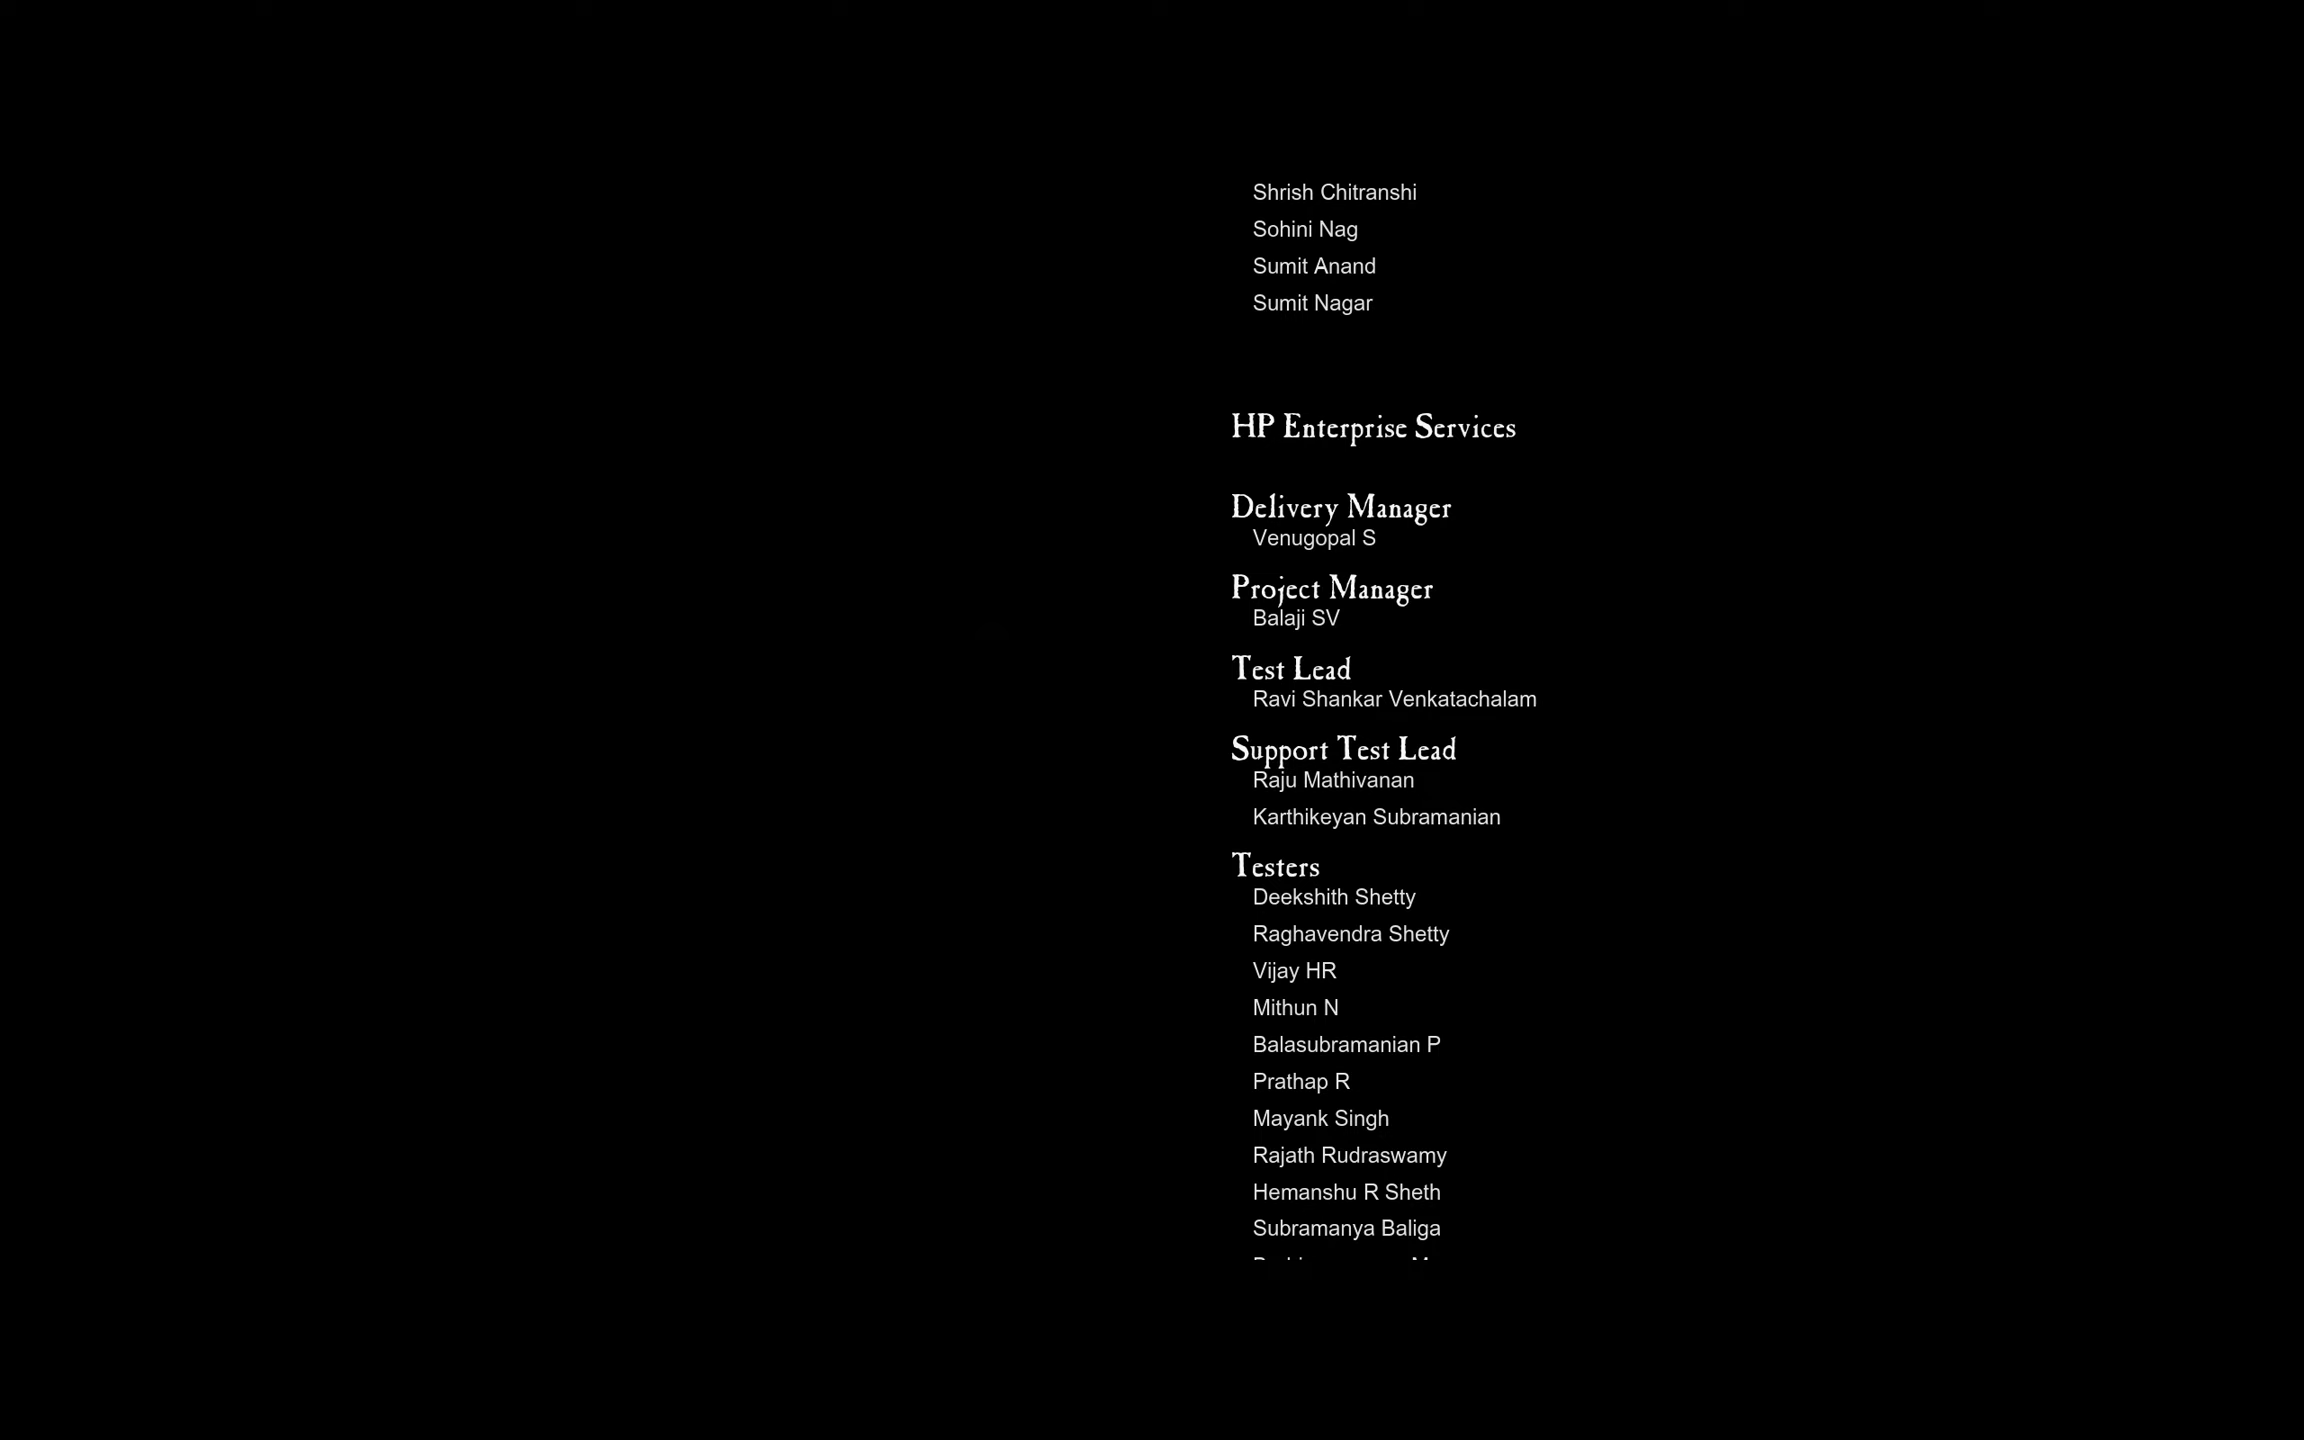 Shrish Chitranshi
Sohini Nag
Sumit Anand
Sumit Nagar
HP Enterprise Services
Delivery Manager
Venugopal S
Project Manager
Balaji SV
Test Lead
Ravi Shankar Venkatachalam
Support Test Lead
Raju Mathivanan
Karthikeyan Subramanian
Testers
Deekshith Shetty
Raghavendra Shetty
Vijay HR
Mithun N
Balasubramanian P
Prathap R
Mayank Singh
Rajath Rudraswamy
Hemanshu R Sheth
Subramanya Baliga